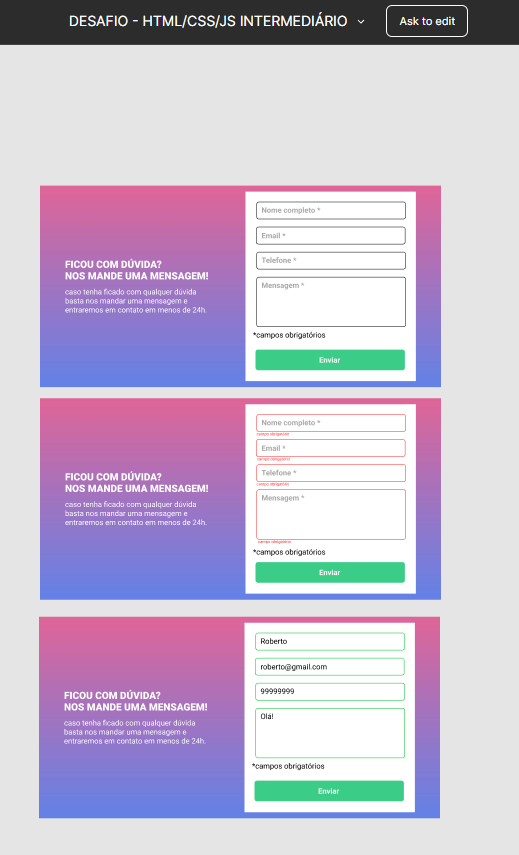 DESAFIO - HTML/CSS/JS INTERMEDIÁRIO
Ask to edit
FICOU COM DÚVIDA?
NOS MANDE UMA MENSAGEM!
caso tenha ficado com qualquer dúvida
basta nos mandar uma mensagem e
entraremos em contato em menos de 24h.
Nome completo *
Email *
Telefone *
Mensagem *
*campos obrigatórios
Enviar
FICOU COM DÚVIDA?
NOS MANDE UMA MENSAGEM!
caso tenha ficado com qualquer dúvida
basta nos mandar uma mensagem e
entraremos em contato em menos de 24h.
Nome completo *
campo obrigatório
Email *
campo obrigatório
Telefone *
campo obrigatório
Mensagem *
campo obrigatório
*campos obrigatórios
Enviar
FICOU COM DÚVIDA?
NOS MANDE UMA MENSAGEM!
caso tenha ficado com qualquer dúvida
basta nos mandar uma mensagem e
entraremos em contato em menos de 24h.
Roberto
roberto@gmail.com
99999999
Olá!
*campos obrigatórios
Enviar